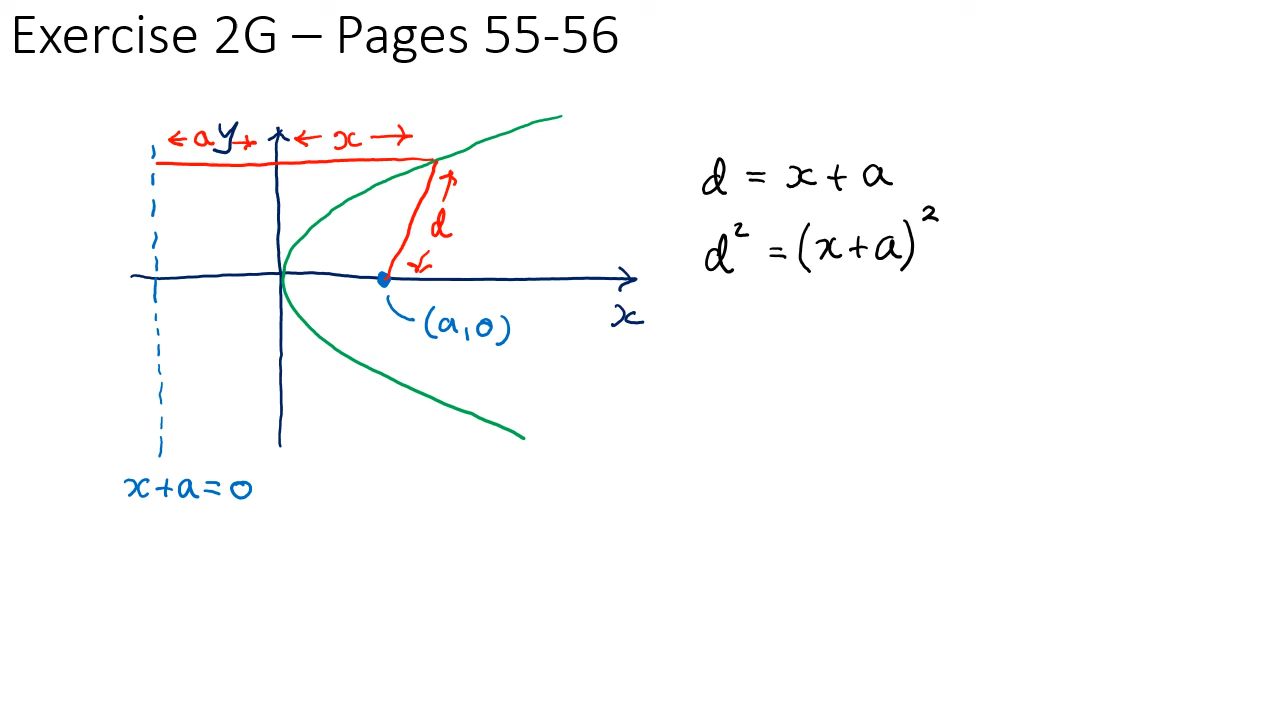 Exercise 2G – Pages 55-56
← a → y ← x →
d = x + a
d
d² = (x + a)²
(a, 0)
x
x + a = 0